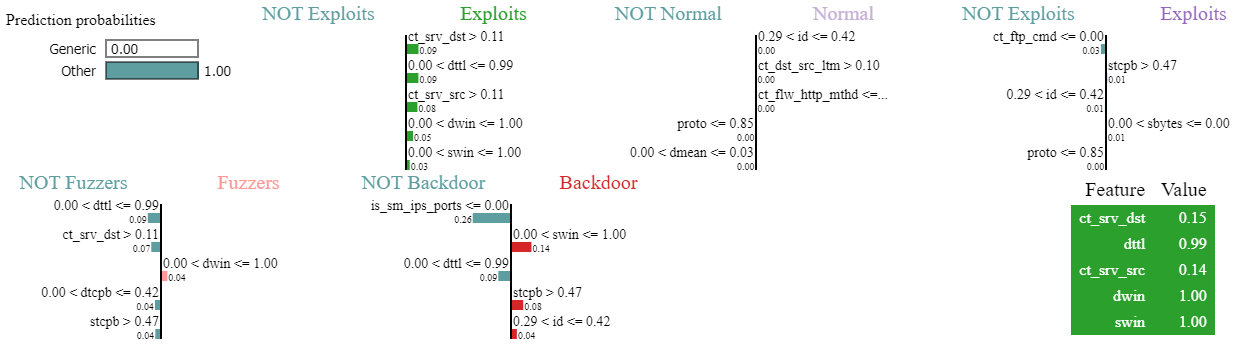 Prediction probabilities
Generic 0.00
Other 1.00
NOT Exploits Exploits
ct_srv_dst > 0.11
0.09
0.00 < dttl <= 0.99
0.09
ct_srv_src > 0.11
0.08
0.00 < dwin <= 1.00
0.05
0.00 < swin <= 1.00
0.03
NOT Normal Normal
0.29 < id <= 0.42
0.00
ct_dst_src_ltm > 0.10
0.00
ct_flw_http_mthd <=...
0.00
proto <= 0.85
0.00
0.00 < dmean <= 0.03
0.00
NOT Exploits Exploits
ct_ftp_cmd <= 0.00
0.03
stcpb > 0.47
0.01
0.29 < id <= 0.42
0.01
0.00 < sbytes <= 0.00
0.01
proto <= 0.85
0.00
NOT Fuzzers Fuzzers
0.00 < dttl <= 0.99
0.09
ct_srv_dst > 0.11
0.07
0.00 < dwin <= 1.00
0.04
0.00 < dtcpb <= 0.42
0.04
stcpb > 0.47
0.04
NOT Backdoor Backdoor
is_sm_ips_ports <= 0.00
0.26
0.00 < swin <= 1.00
0.14
0.00 < dttl <= 0.99
0.09
stcpb > 0.47
0.08
0.29 < id <= 0.42
0.04
Feature Value
ct_srv_dst 0.15
dttl 0.99
ct_srv_src 0.14
dwin 1.00
swin 1.00